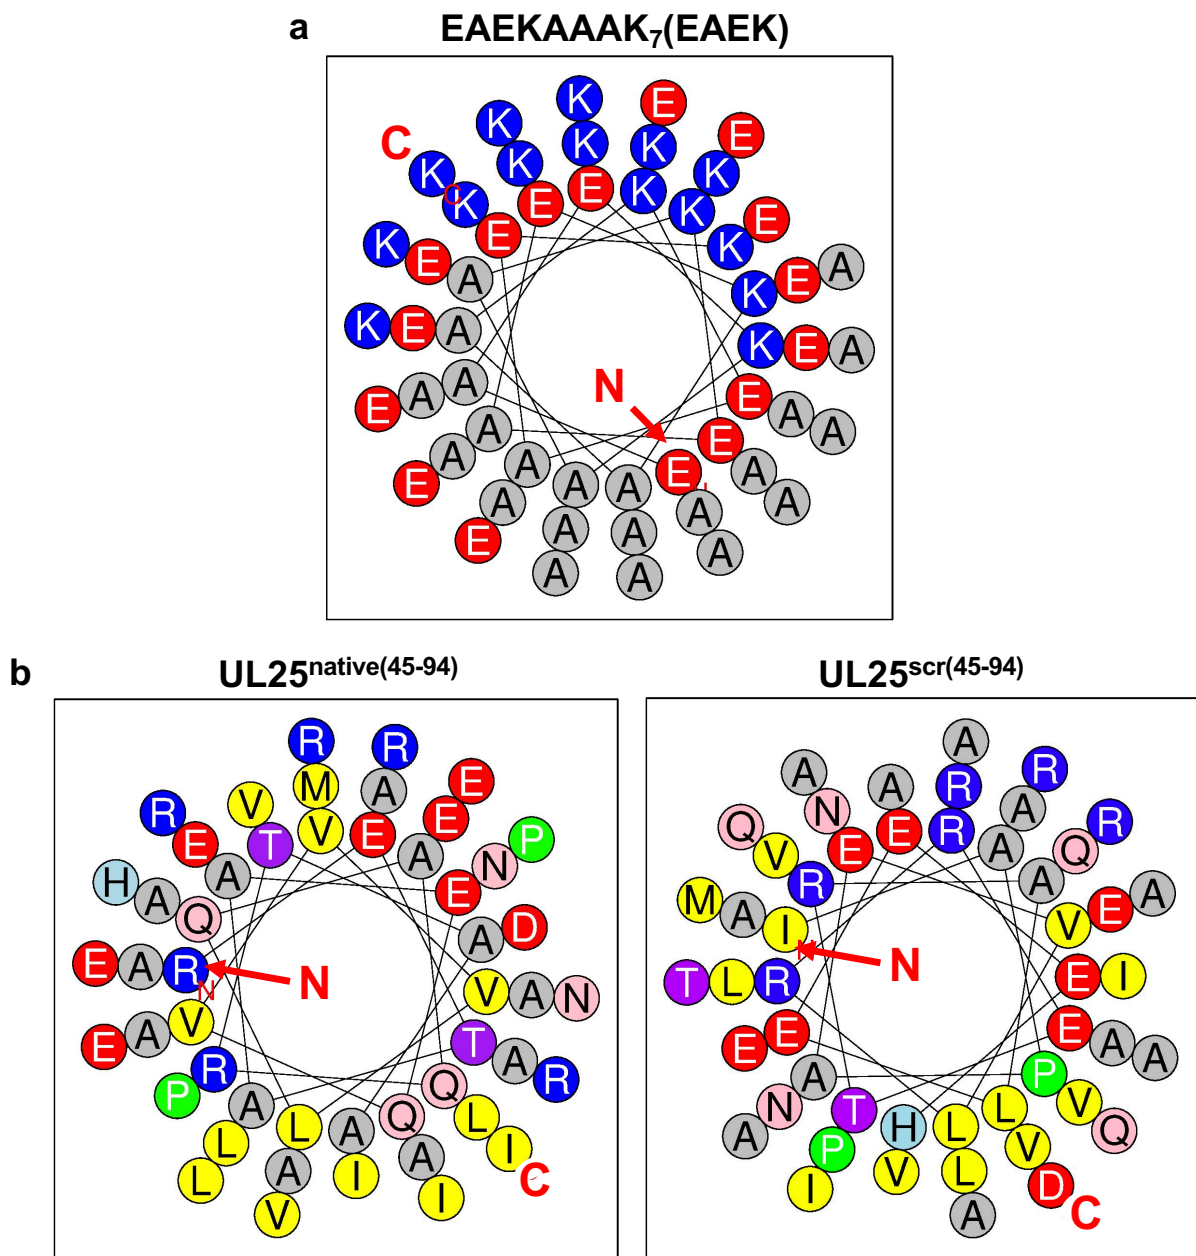 a EAEKAAAK₇(EAEK)
K E
K K K E
C K K E K K
C K E K E
K E K
E A K E A
K E A K E A
N
E A A E A A
E A A E A A
E A A A A E
A A A
A A A
b UL25native(45-94)
R R
R V M A E
E T V E E N P
H A Q A A E D
E A R A
N N V A N
E A V T A R
P R A Q
L L L A Q L
V A I A I I C
UL25scr(45-94)
A
A A R R
Q N E E R A Q R
M V R A A
A I V E A
N N
T L R E I
E E E A A
A N A P V Q
I P T H L L V
V L D
A C